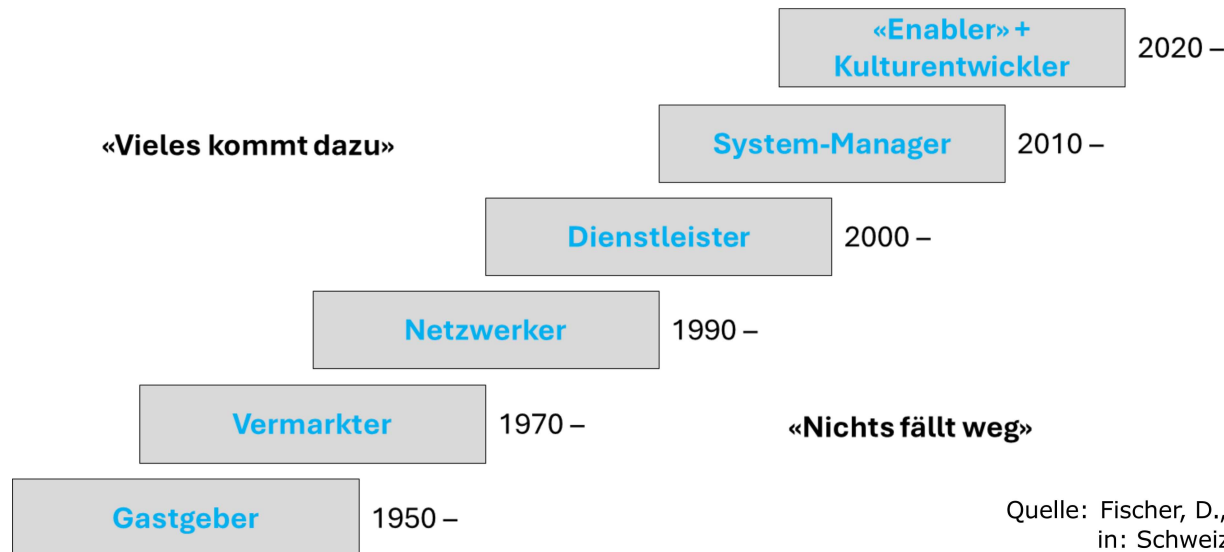 «Enabler» +
Kulturentwickler
2020 –
«Vieles kommt dazu»
System-Manager
2010 –
Dienstleister
2000 –
Netzwerker
1990 –
Vermarkter
1970 –
«Nichts fällt weg»
Gastgeber
1950 –
Quelle: Fischer, D.,
in: Schweiz